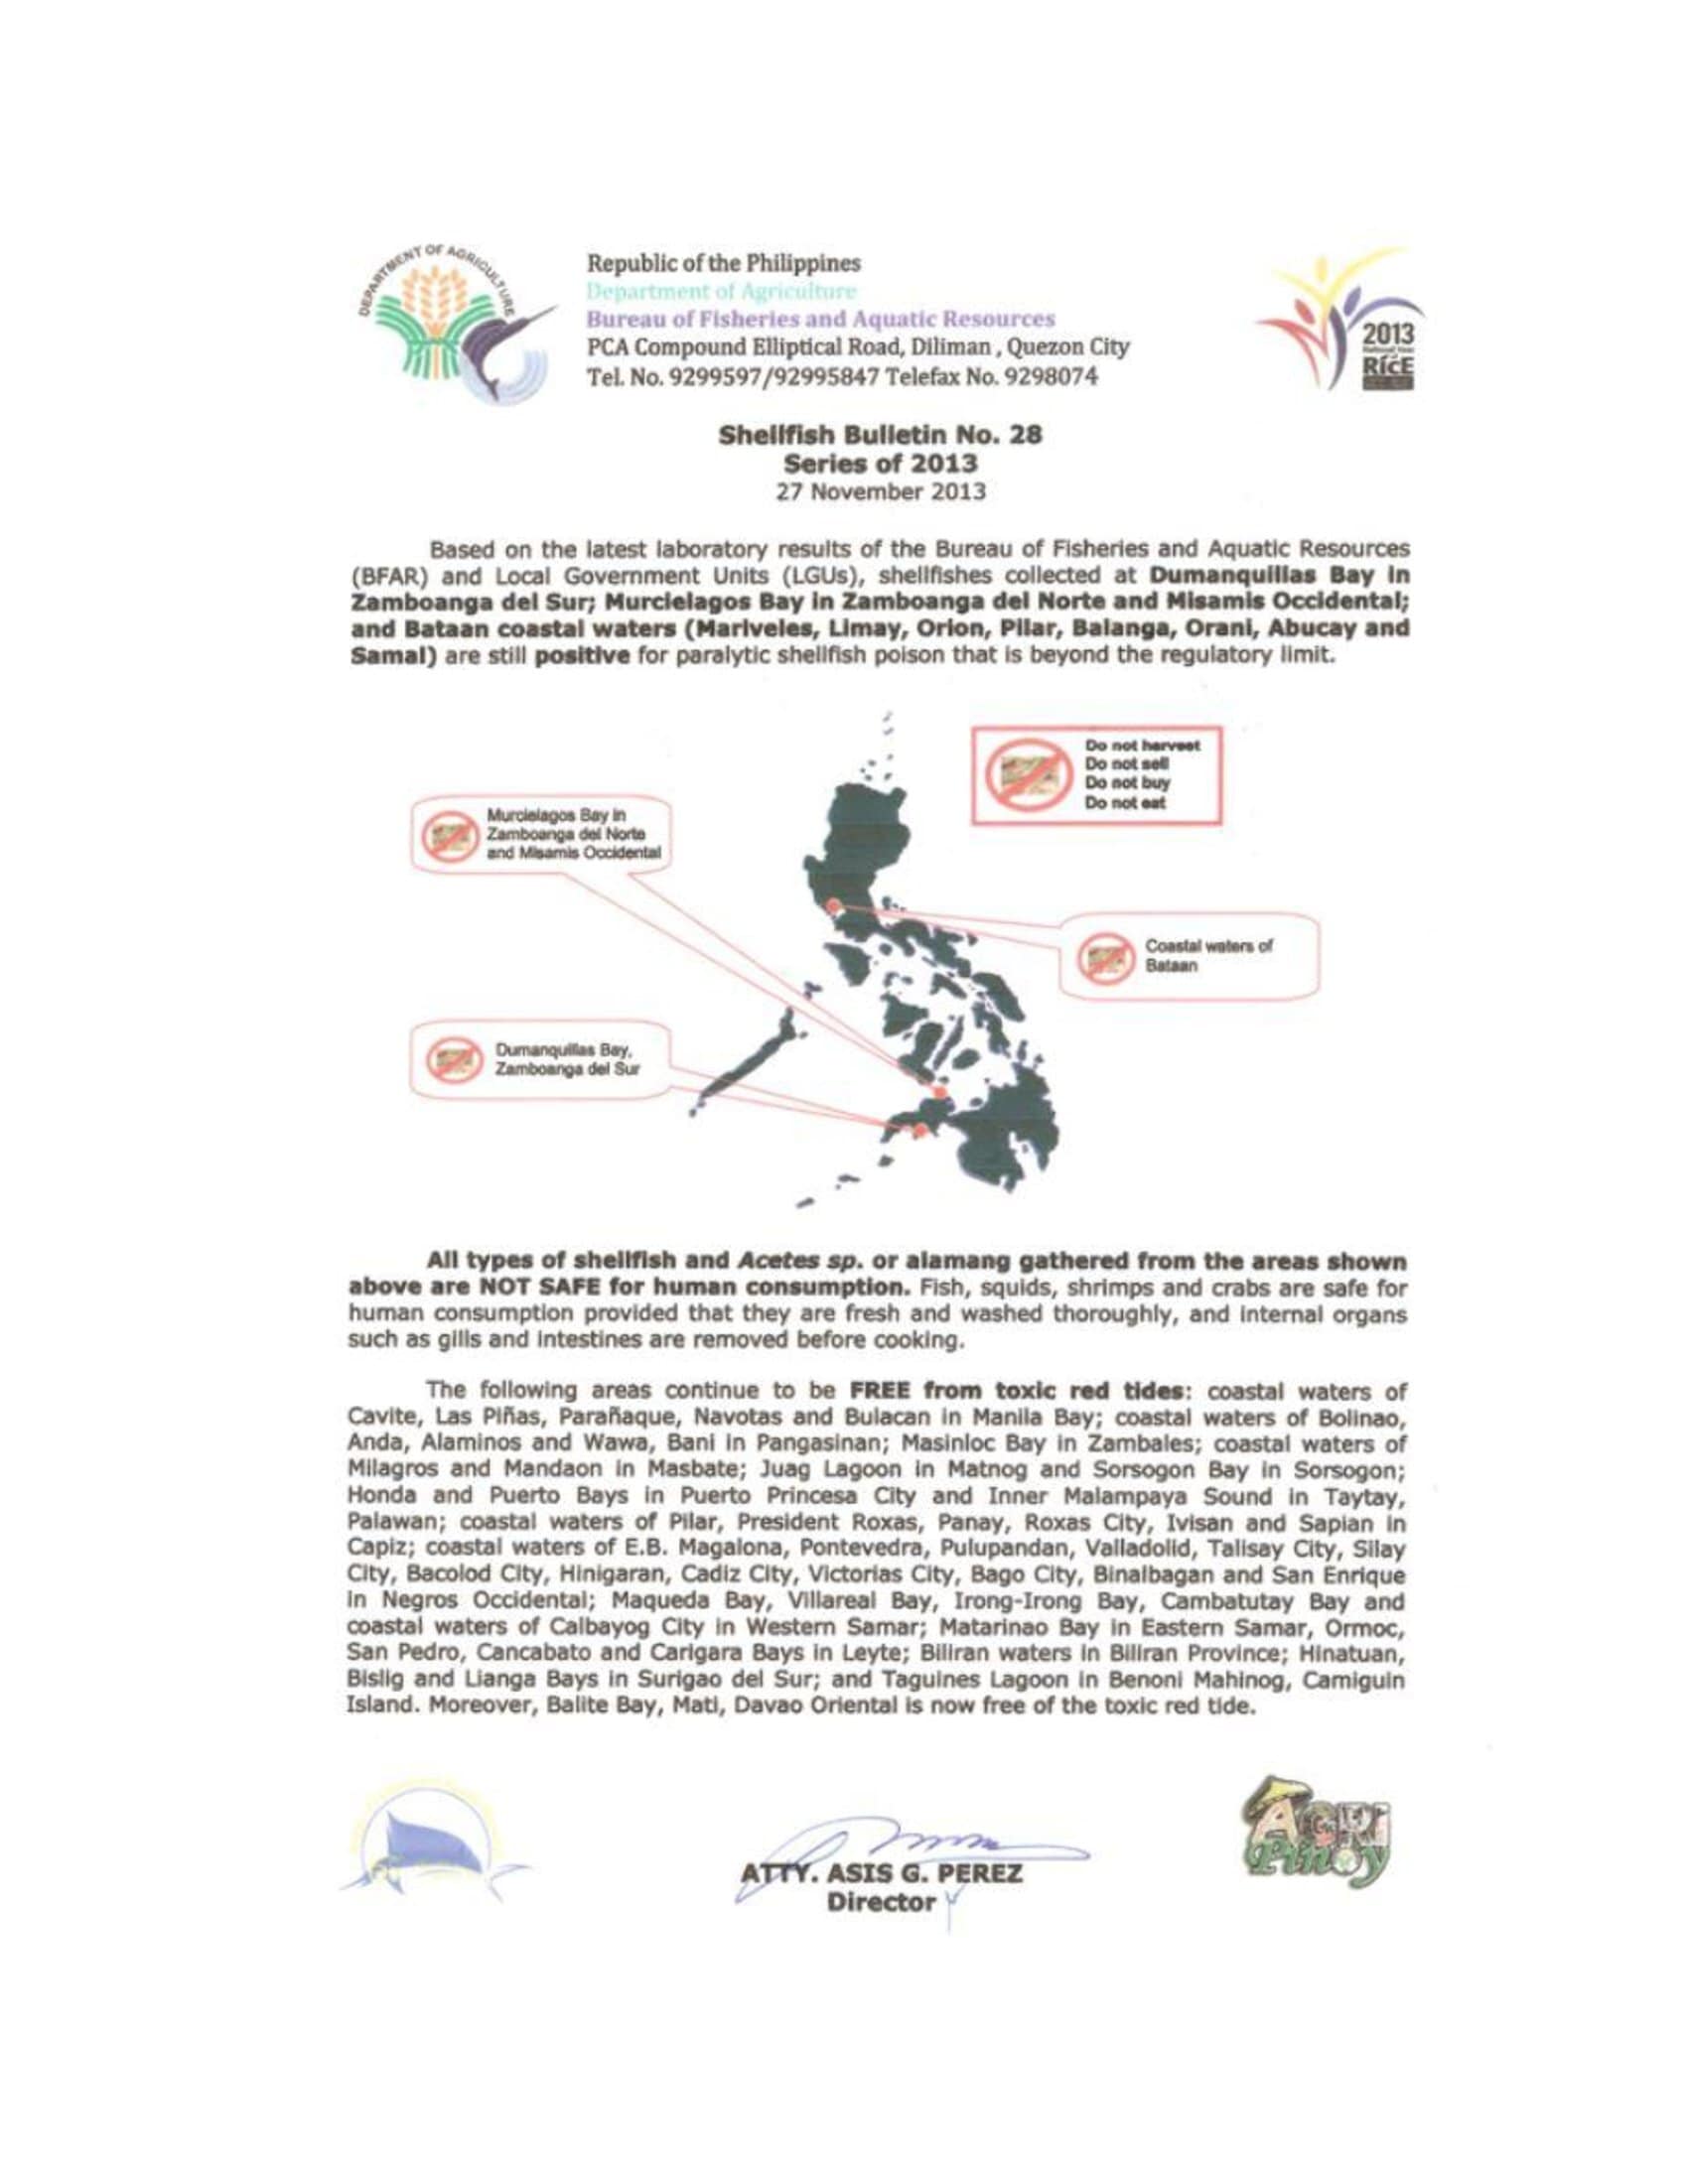 DEPARTMENT OF AGRICULTURE
Republic of the Philippines
Department of Agriculture
Bureau of Fisheries and Aquatic Resources
PCA Compound Elliptical Road, Diliman , Quezon City
Tel. No. 9299597/92995847 Telefax No. 9298074
2013
National Year
of
RiCE
Shellfish Bulletin No. 28
Series of 2013
27 November 2013
Based on the latest laboratory results of the Bureau of Fisheries and Aquatic Resources
(BFAR) and Local Government Units (LGUs), shellfishes collected at Dumanquillas Bay in
Zamboanga del Sur; Murcielagos Bay in Zamboanga del Norte and Misamis Occidental;
and Bataan coastal waters (Mariveles, Limay, Orion, Pilar, Balanga, Orani, Abucay and
Samal) are still positive for paralytic shellfish poison that is beyond the regulatory limit.
Do not harvest
Do not sell
Do not buy
Do not eat
Murcielagos Bay in
Zamboanga del Norte
and Misamis Occidental
Coastal waters of
Bataan
Dumanquillas Bay,
Zamboanga del Sur
All types of shellfish and Acetes sp. or alamang gathered from the areas shown
above are NOT SAFE for human consumption. Fish, squids, shrimps and crabs are safe for
human consumption provided that they are fresh and washed thoroughly, and internal organs
such as gills and intestines are removed before cooking.
The following areas continue to be FREE from toxic red tides: coastal waters of
Cavite, Las Piñas, Parañaque, Navotas and Bulacan in Manila Bay; coastal waters of Bolinao,
Anda, Alaminos and Wawa, Bani in Pangasinan; Masinloc Bay in Zambales; coastal waters of
Milagros and Mandaon in Masbate; Juag Lagoon in Matnog and Sorsogon Bay in Sorsogon;
Honda and Puerto Bays in Puerto Princesa City and Inner Malampaya Sound in Taytay,
Palawan; coastal waters of Pilar, President Roxas, Panay, Roxas City, Ivisan and Sapian in
Capiz; coastal waters of E.B. Magalona, Pontevedra, Pulupandan, Valladolid, Talisay City, Silay
City, Bacolod City, Hinigaran, Cadiz City, Victorias City, Bago City, Binalbagan and San Enrique
in Negros Occidental; Maqueda Bay, Villareal Bay, Irong-Irong Bay, Cambatutay Bay and
coastal waters of Calbayog City in Western Samar; Matarinao Bay in Eastern Samar, Ormoc,
San Pedro, Cancabato and Carigara Bays in Leyte; Biliran waters in Biliran Province; Hinatuan,
Bislig and Lianga Bays in Surigao del Sur; and Taguines Lagoon in Benoni Mahinog, Camiguin
Island. Moreover, Balite Bay, Mati, Davao Oriental is now free of the toxic red tide.
ATTY. ASIS G. PEREZ
Director
AGRI
Pinoy